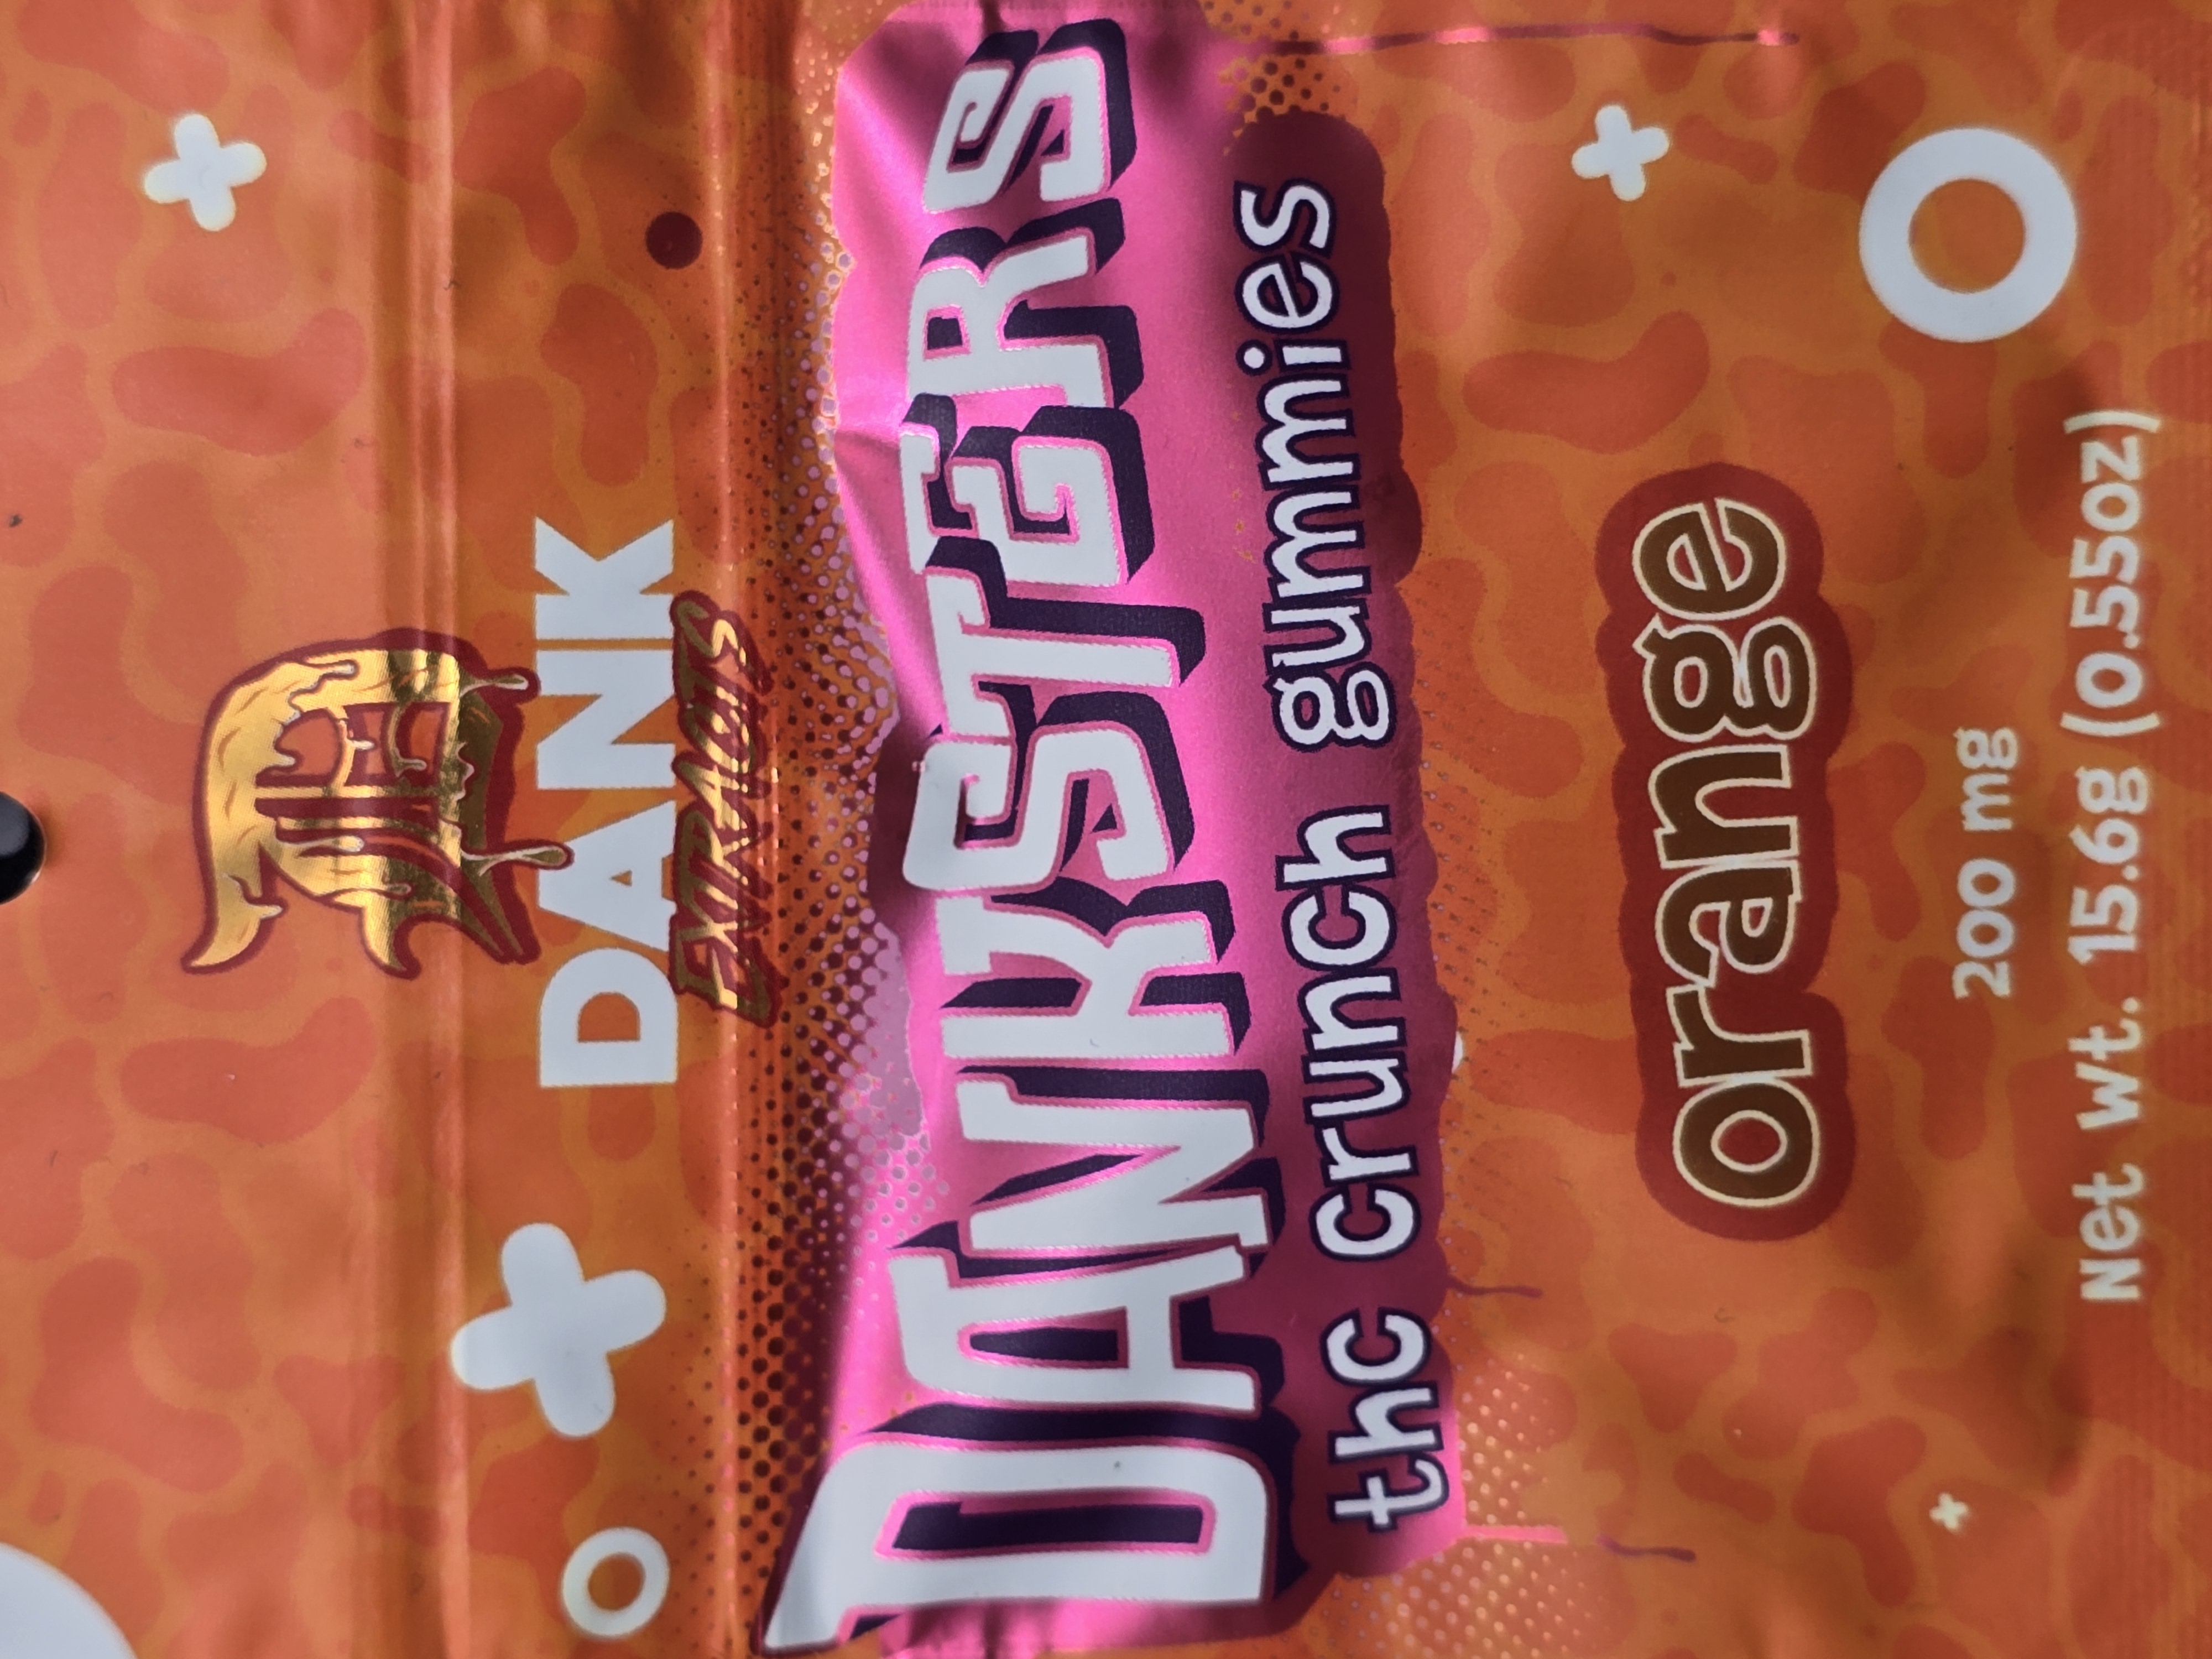 DANK
EXTRACTS
DANKSTERS
thc crunch gummies
orange
200 mg
Net wt. 15.6g (0.55oz)